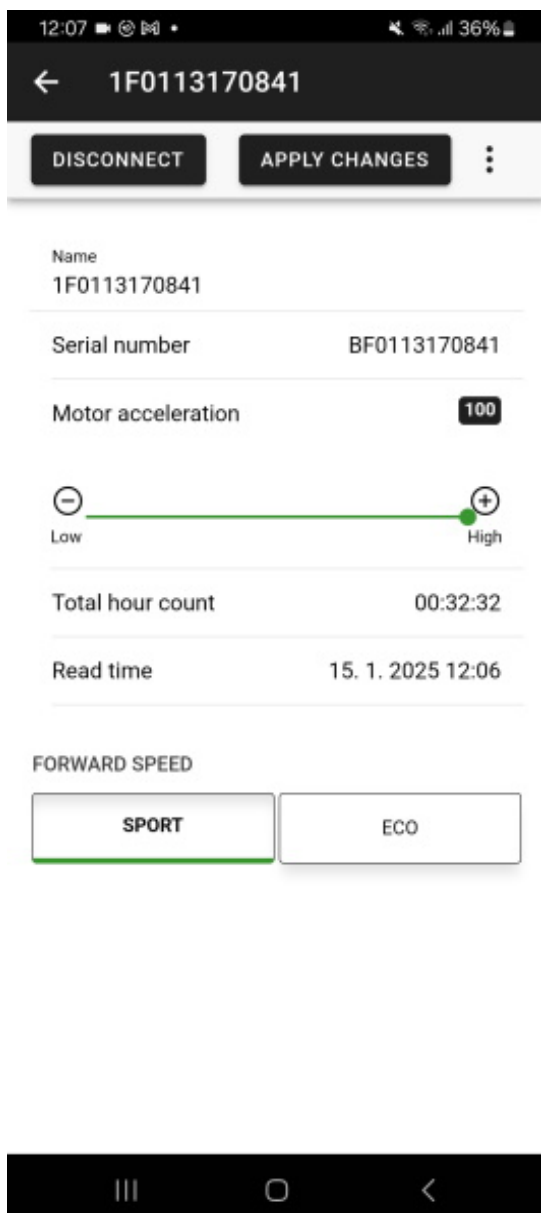 12:07 36%
1F0113170841
DISCONNECT APPLY CHANGES
Name
1F0113170841
Serial number BF0113170841
Motor acceleration 100
Low High
Total hour count 00:32:32
Read time 15. 1. 2025 12:06
FORWARD SPEED
SPORT ECO